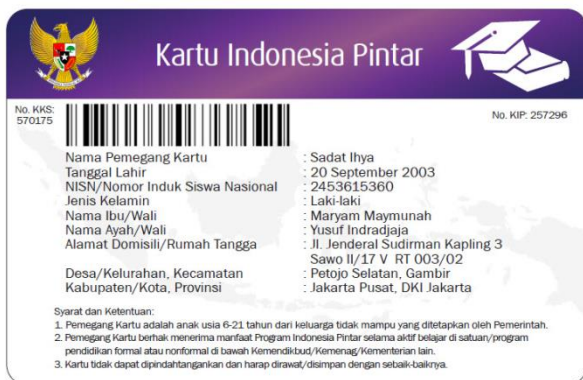 Kartu Indonesia Pintar
No. KKS:
570175
No. KIP: 257296
Nama Pemegang Kartu : Sadat Ihya
Tanggal Lahir : 20 September 2003
NISN/Nomor Induk Siswa Nasional : 2453615360
Jenis Kelamin : Laki-laki
Nama Ibu/Wali : Maryam Maymunah
Nama Ayah/Wali : Yusuf Indradjaja
Alamat Domisili/Rumah Tangga : Jl. Jenderal Sudirman Kapling 3
Sawo II/17 V RT 003/02
Desa/Kelurahan, Kecamatan : Petojo Selatan, Gambir
Kabupaten/Kota, Provinsi : Jakarta Pusat, DKI Jakarta
Syarat dan Ketentuan:
1. Pemegang Kartu adalah anak usia 6-21 tahun dari keluarga tidak mampu yang ditetapkan oleh Pemerintah.
2. Pemegang Kartu berhak menerima manfaat Program Indonesia Pintar selama aktif belajar di satuan/program
pendidikan formal atau nonformal di bawah Kemendikbud/Kemenag/Kementerian lain.
3. Kartu tidak dapat dipindahtangankan dan harap dirawat/disimpan dengan sebaik-baiknya.